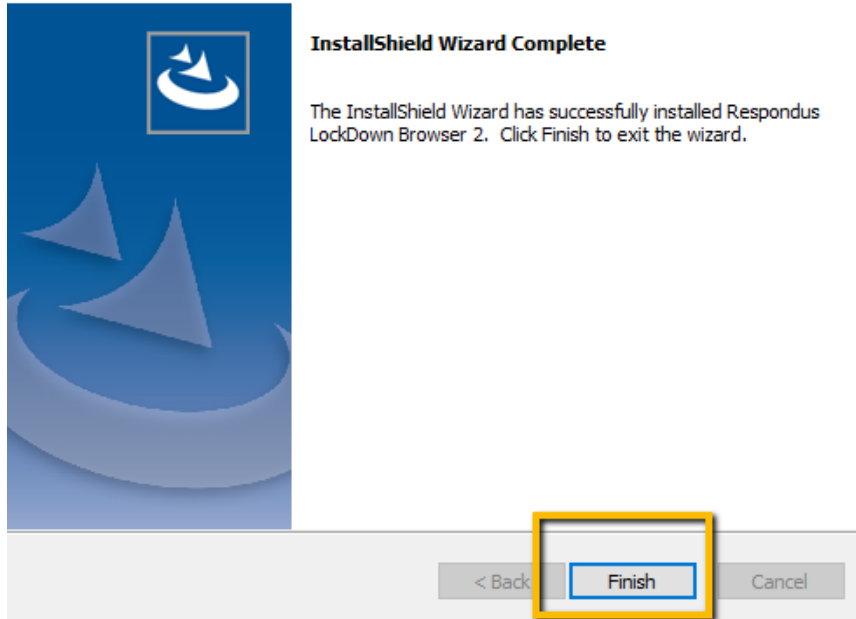 InstallShield Wizard Complete
The InstallShield Wizard has successfully installed Respondus
LockDown Browser 2. Click Finish to exit the wizard.
< Back
Finish
Cancel